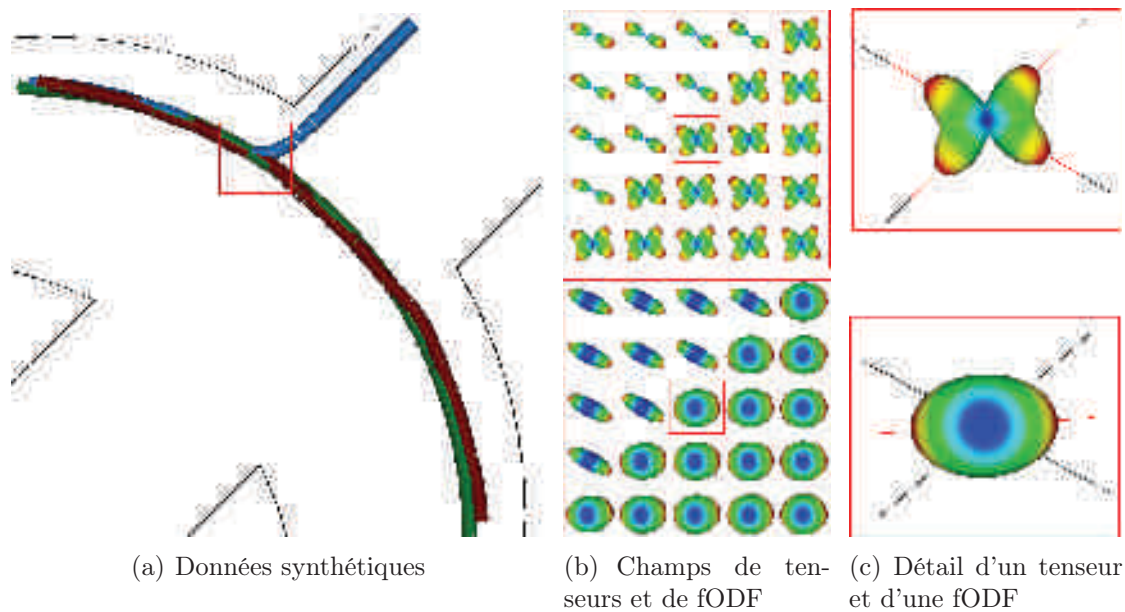 (a) Données synthétiques
(b) Champs de ten-
seurs et de fODF
(c) Détail d'un tenseur
et d'une fODF